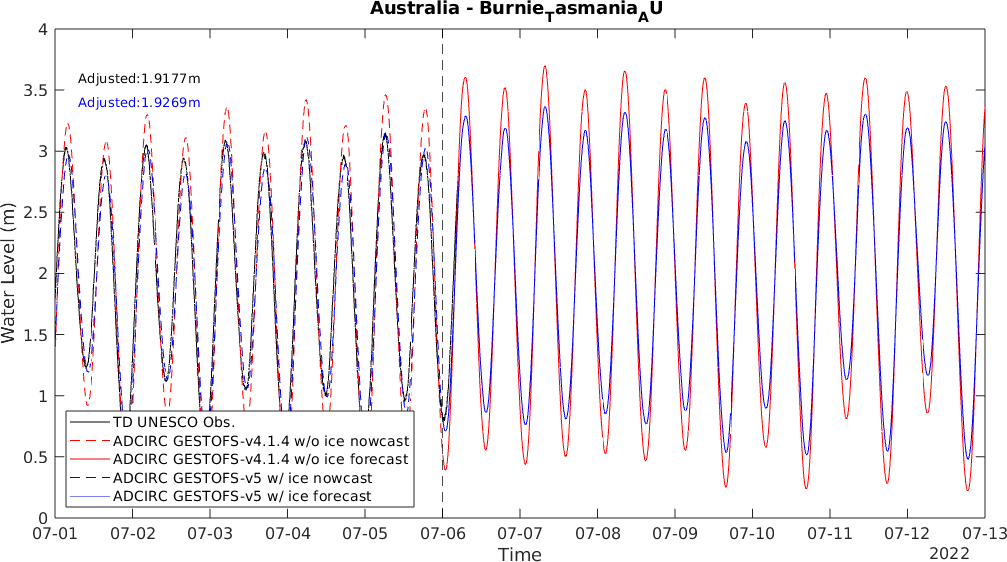 Australia - BurnieTasmaniaAU
4
3.5
3
2.5
2
1.5
1
0.5
0
Water Level (m)
Adjusted:1.9177m
Adjusted:1.9269m
TD UNESCO Obs.
ADCIRC GESTOFS-v4.1.4 w/o ice nowcast
ADCIRC GESTOFS-v4.1.4 w/o ice forecast
ADCIRC GESTOFS-v5 w/ ice nowcast
ADCIRC GESTOFS-v5 w/ ice forecast
07-01 07-02 07-03 07-04 07-05 07-06 07-07 07-08 07-09 07-10 07-11 07-12 07-13
Time
2022